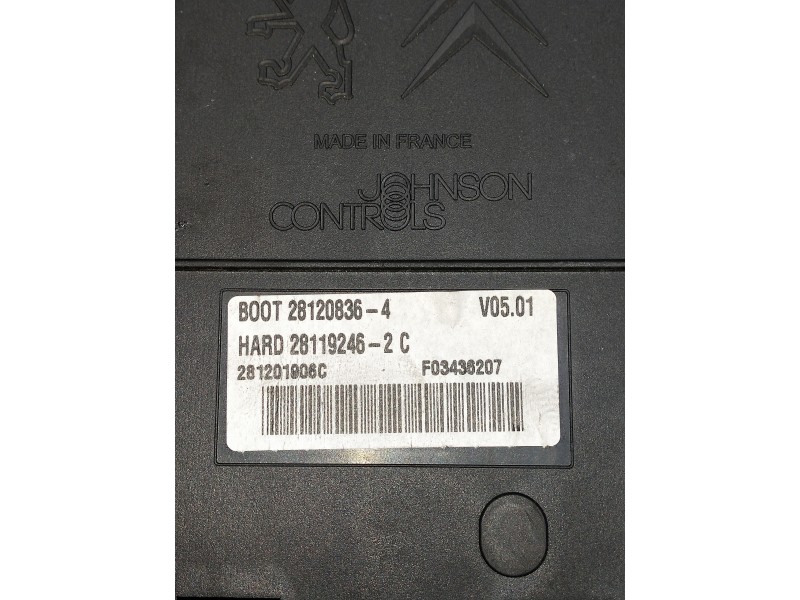 MADE IN FRANCE
JOHNSON
CONTROLS
BOOT 28120836-4 V05.01
HARD 28119246-2 C
281201906C F03436207